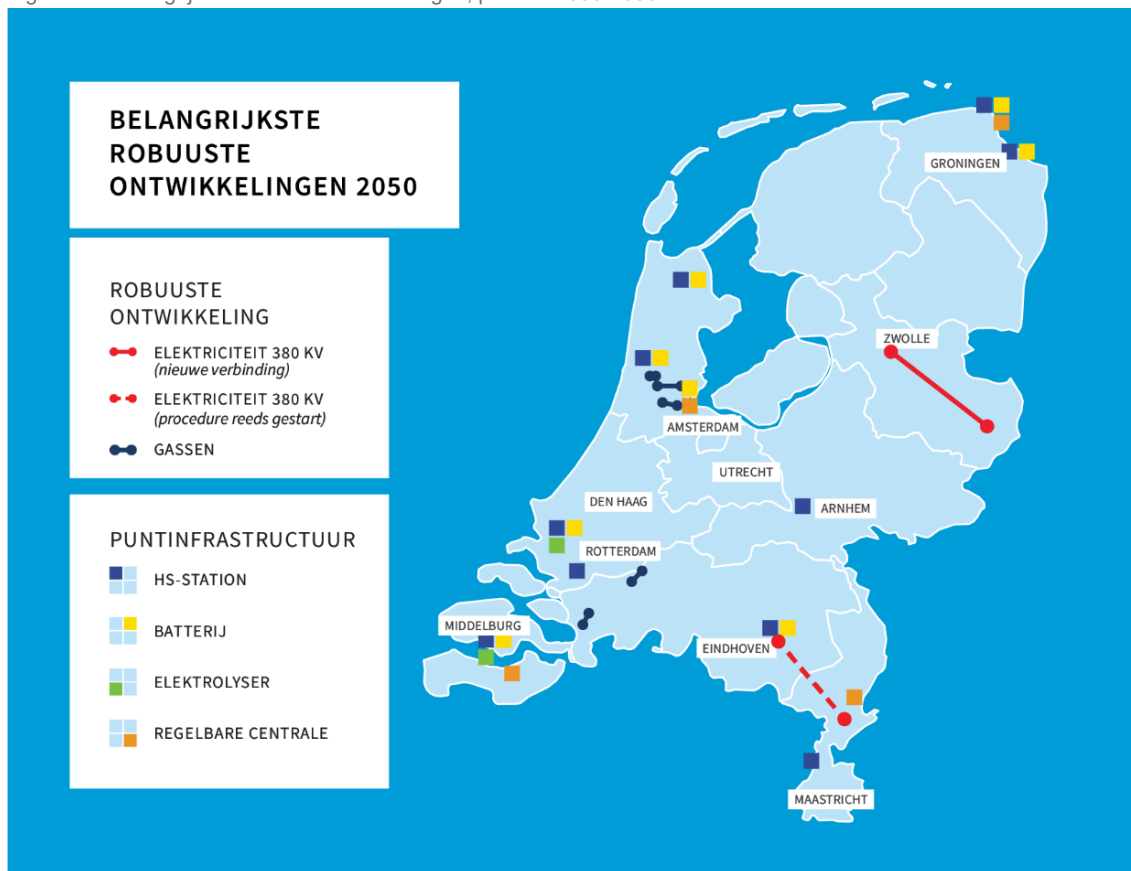 BELANGRIJKSTE
ROBUUSTE
ONTWIKKELINGEN 2050
ROBUUSTE
ONTWIKKELING
ELEKTRICITEIT 380 KV
(nieuwe verbinding)
ELEKTRICITEIT 380 KV
(procedure reeds gestart)
GASSEN
PUNTINFRASTRUCTUUR
HS-STATION
BATTERIJ
ELEKTROLYSER
REGELBARE CENTRALE
GRONINGEN
ZWOLLE
AMSTERDAM
UTRECHT
DEN HAAG
ARNHEM
ROTTERDAM
MIDDELBURG
EINDHOVEN
MAASTRICHT